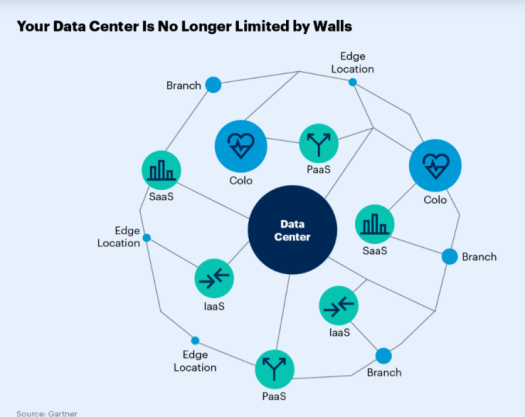 Your Data Center Is No Longer Limited by Walls
Edge
Location
Branch
Colo
PaaS
SaaS
Colo
Data
Center
Edge
Location
SaaS
Branch
IaaS
IaaS
Edge
Location
Branch
PaaS
Source: Gartner